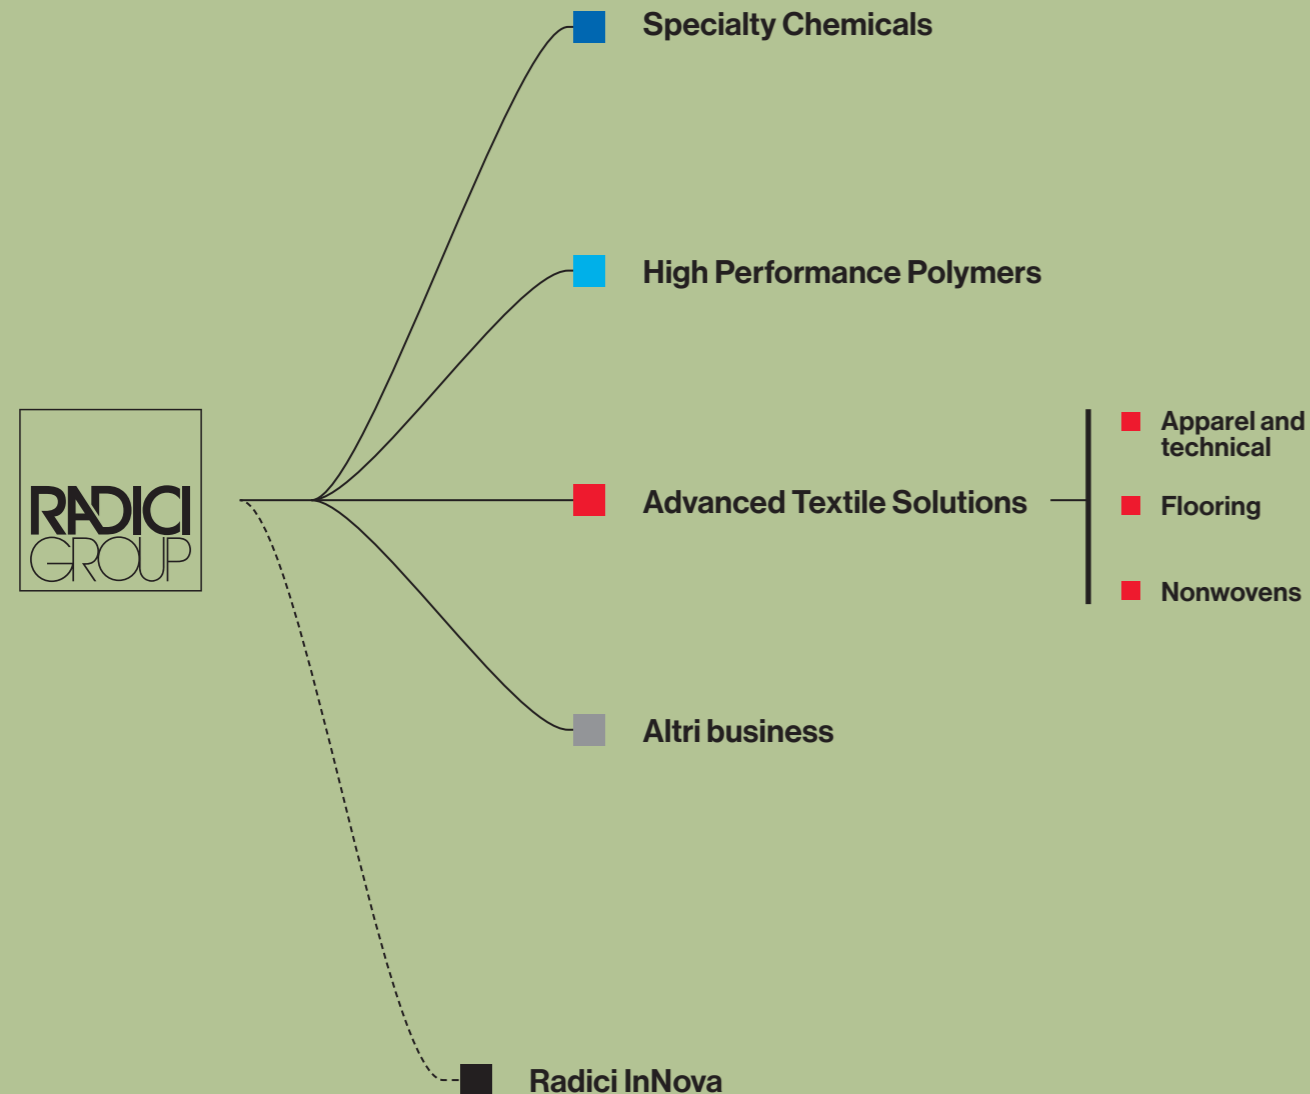 Specialty Chemicals
High Performance Polymers
RADICI
GROUP
Advanced Textile Solutions
Apparel and
technical
Flooring
Nonwovens
Altri business
Radici InNova